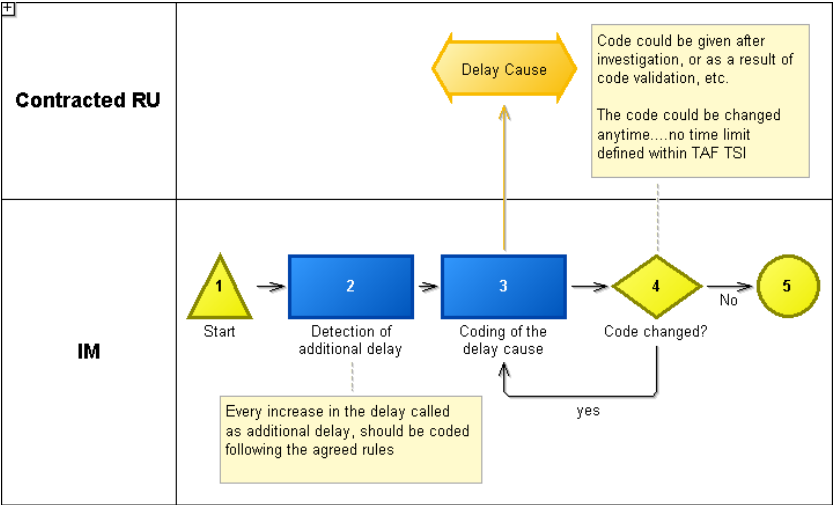 Contracted RU
Delay Cause
Code could be given after
investigation, or as a result of
code validation, etc.
The code could be changed
anytime....no time limit
defined within TAF TSI
IM
1
Start
2
Detection of
additional delay
3
Coding of the
delay cause
4
Code changed?
No
5
yes
Every increase in the delay called
as additional delay, should be coded
following the agreed rules